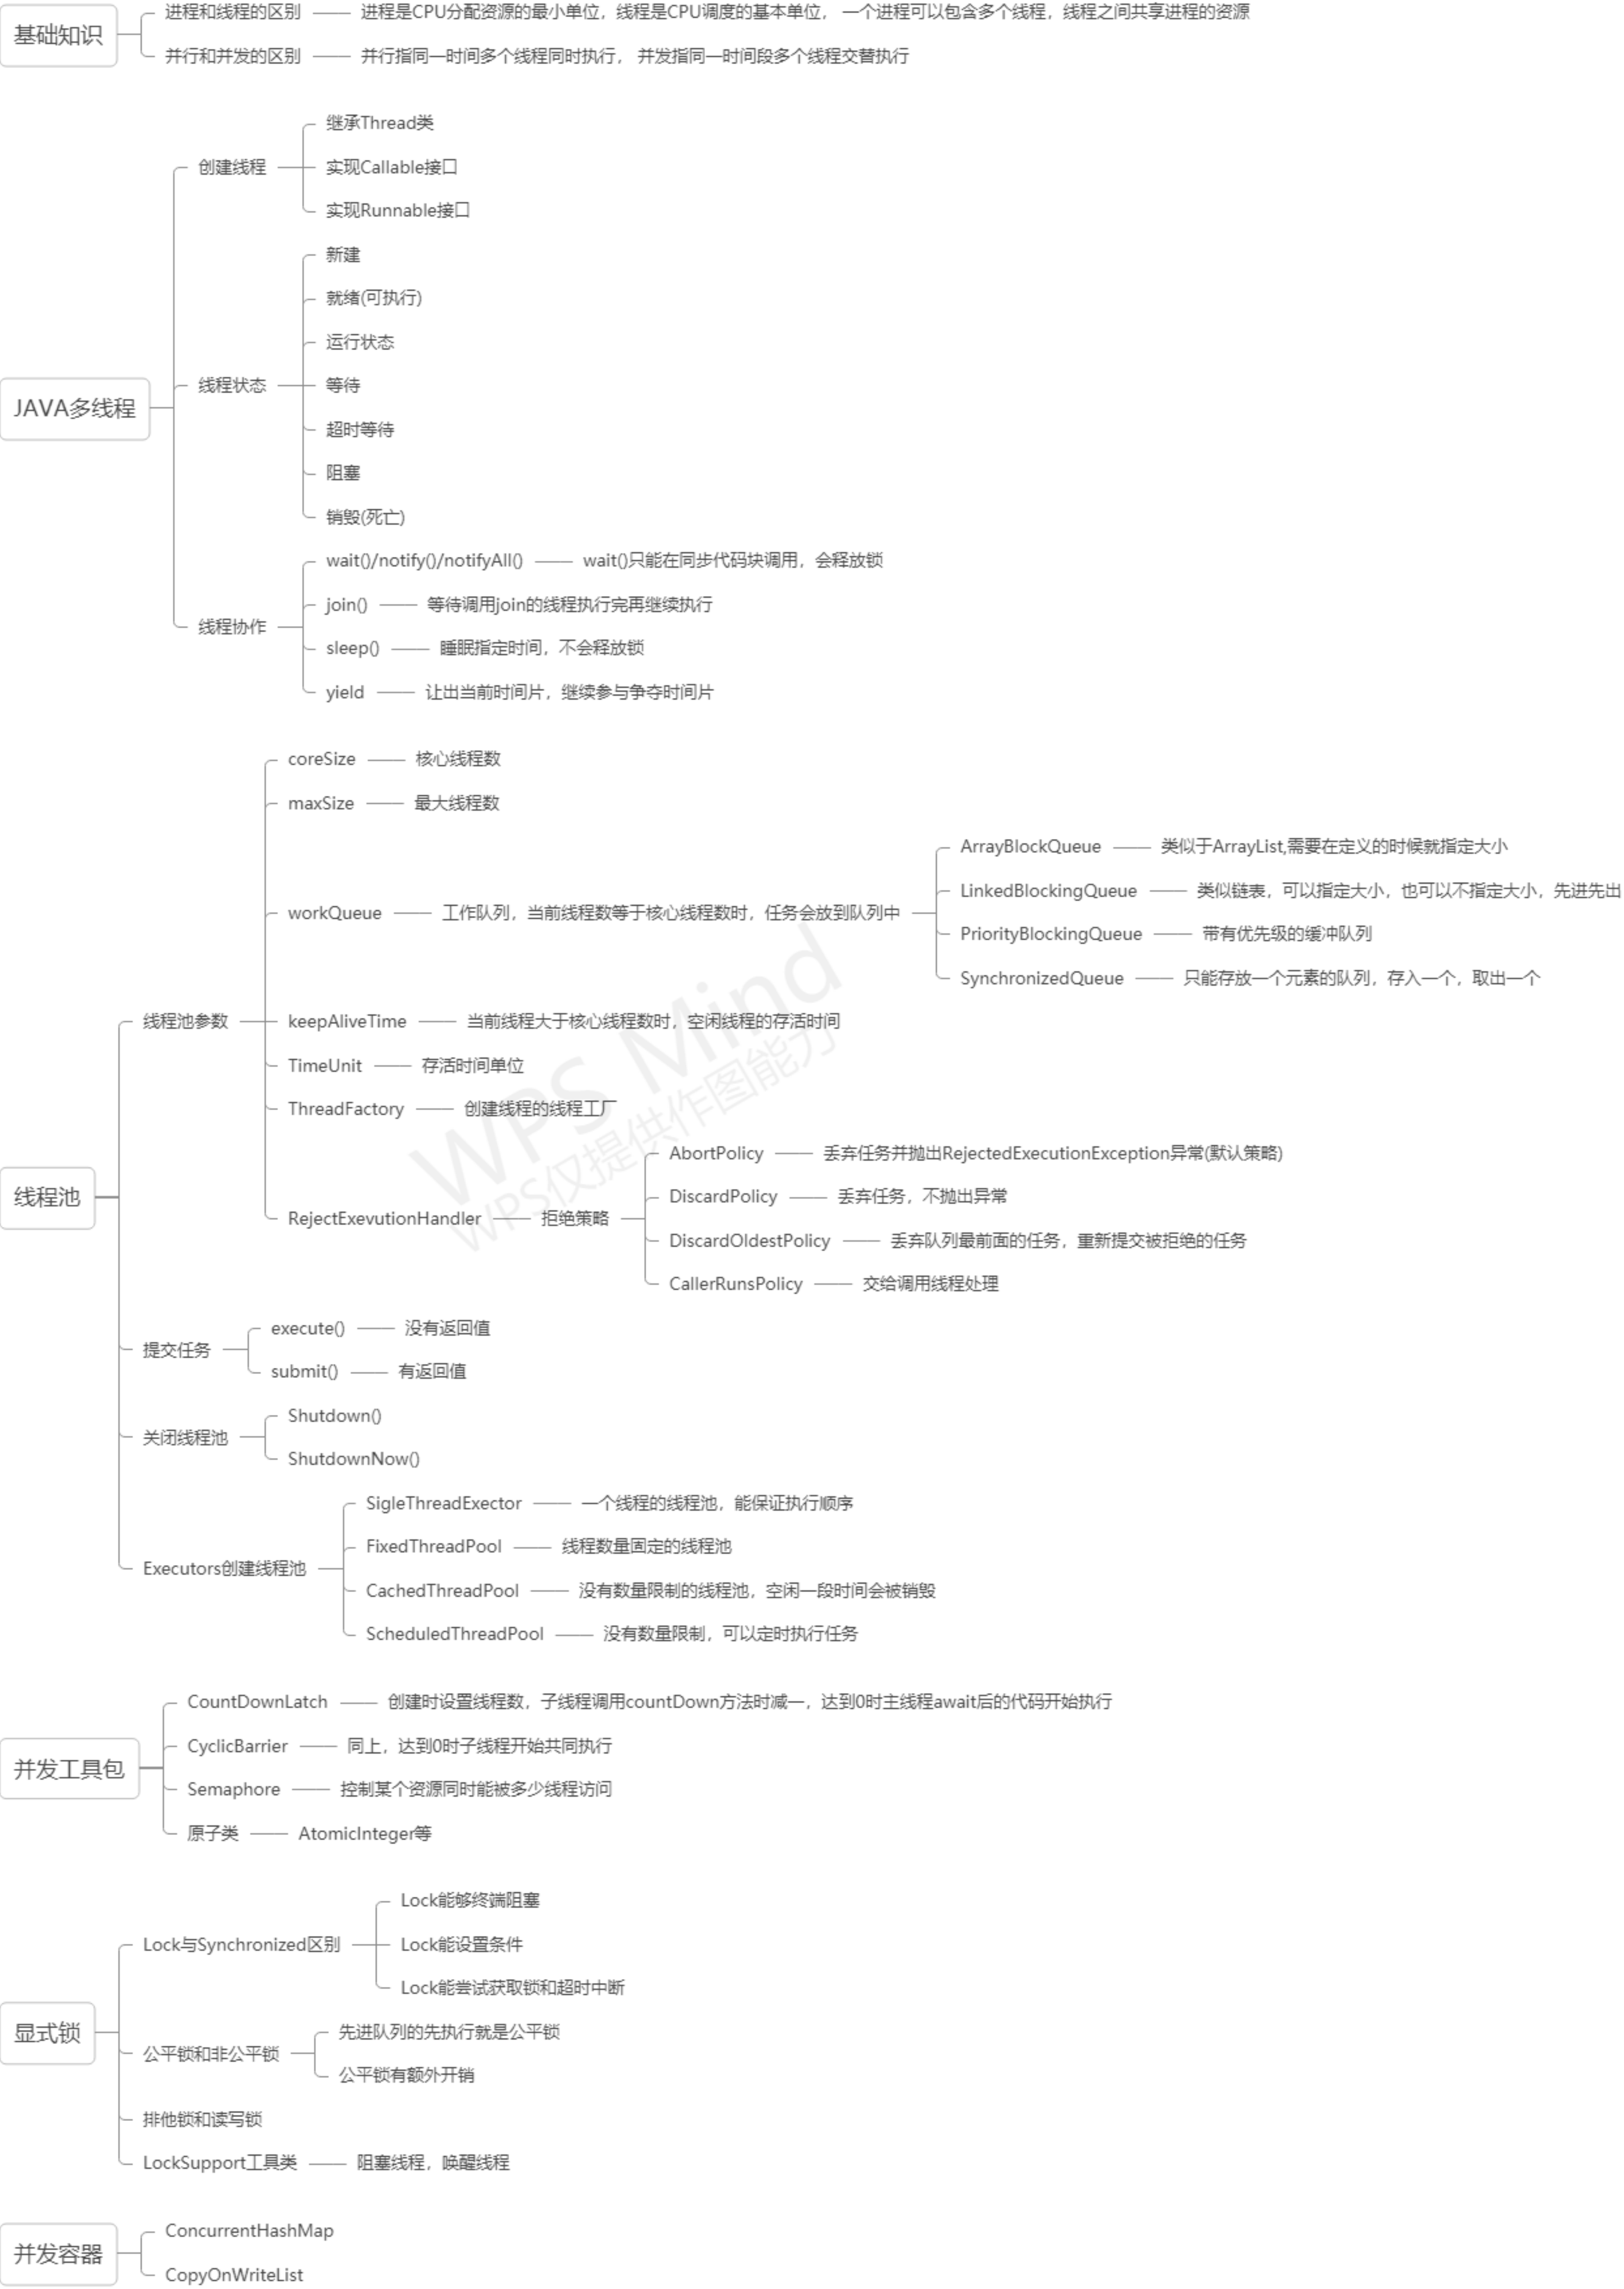 基础知识
进程和线程的区别
进程是CPU分配资源的最小单位，线程是CPU调度的基本单位， 一个进程可以包含多个线程，线程之间共享进程的资源
并行和并发的区别
并行指同一时间多个线程同时执行， 并发指同一时间段多个线程交替执行
JAVA多线程
创建线程
继承Thread类
实现Callable接口
实现Runnable接口
线程状态
新建
就绪(可执行)
运行状态
等待
超时等待
阻塞
销毁(死亡)
线程协作
wait()/notify()/notifyAll()
wait()只能在同步代码块调用，会释放锁
join()
等待调用join的线程执行完再继续执行
sleep()
睡眠指定时间，不会释放锁
yield
让出当前时间片，继续参与争夺时间片
线程池
线程池参数
coreSize
核心线程数
maxSize
最大线程数
workQueue
工作队列，当前线程数等于核心线程数时，任务会放到队列中
ArrayBlockQueue
类似于ArrayList,需要在定义的时候就指定大小
LinkedBlockingQueue
类似链表，可以指定大小，也可以不指定大小，先进先出
PriorityBlockingQueue
带有优先级的缓冲队列
SynchronizedQueue
只能存放一个元素的队列，存入一个，取出一个
keepAliveTime
当前线程大于核心线程数时，空闲线程的存活时间
TimeUnit
存活时间单位
ThreadFactory
创建线程的线程工厂
RejectExevutionHandler
拒绝策略
AbortPolicy
丢弃任务并抛出RejectedExecutionException异常(默认策略)
DiscardPolicy
丢弃任务，不抛出异常
DiscardOldestPolicy
丢弃队列最前面的任务，重新提交被拒绝的任务
CallerRunsPolicy
交给调用线程处理
提交任务
execute()
没有返回值
submit()
有返回值
关闭线程池
Shutdown()
ShutdownNow()
Executors创建线程池
SigleThreadExector
一个线程的线程池，能保证执行顺序
FixedThreadPool
线程数量固定的线程池
CachedThreadPool
没有数量限制的线程池，空闲一段时间会被销毁
ScheduledThreadPool
没有数量限制，可以定时执行任务
并发工具包
CountDownLatch
创建时设置线程数，子线程调用countDown方法时减一，达到0时主线程await后的代码开始执行
CyclicBarrier
同上，达到0时子线程开始共同执行
Semaphore
控制某个资源同时能被多少线程访问
原子类
AtomicInteger等
显式锁
Lock与Synchronized区别
Lock能够终端阻塞
Lock能设置条件
Lock能尝试获取锁和超时中断
公平锁和非公平锁
先进队列的先执行就是公平锁
公平锁有额外开销
排他锁和读写锁
LockSupport工具类
阻塞线程，唤醒线程
并发容器
ConcurrentHashMap
CopyOnWriteList
WPS Mind
WPS仅提供作图能力